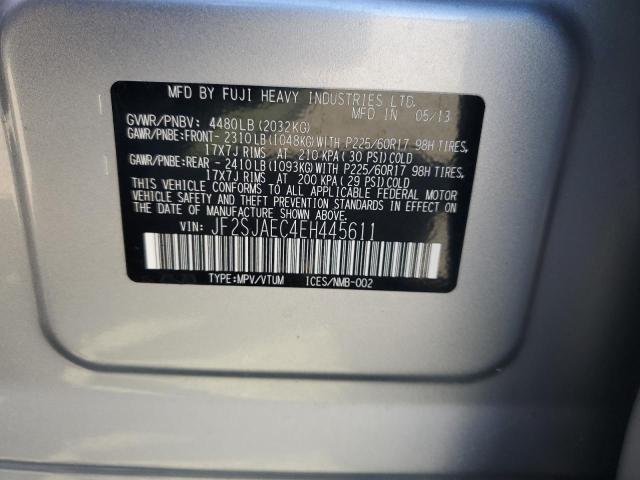 MFD BY FUJI HEAVY INDUSTRIES LTD.
MFD IN 05/13
GVWR/PNBV: 4480LB(2032KG)
GAWR/PNBE:FRONT- 2310LB(1048KG)WITH P225/60R17 98H TIRES,
17X7J RIMS AT 210 KPA(30 PSI)COLD
GAWR/PNBE:REAR - 2410LB(1093KG)WITH P225/60R17 98H TIRES,
17X7J RIMS AT 200 KPA(29 PSI)COLD
THIS VEHICLE CONFORMS TO ALL APPLICABLE FEDERAL MOTOR
VEHICLE SAFETY AND THEFT PREVENTION STANDARDS IN EFFECT ON
THE DATE OF MANUFACTURE SHOWN ABOVE.
VIN: JF2SJAEC4EH445611
TYPE:MPV/VTUM ICES/NMB-002